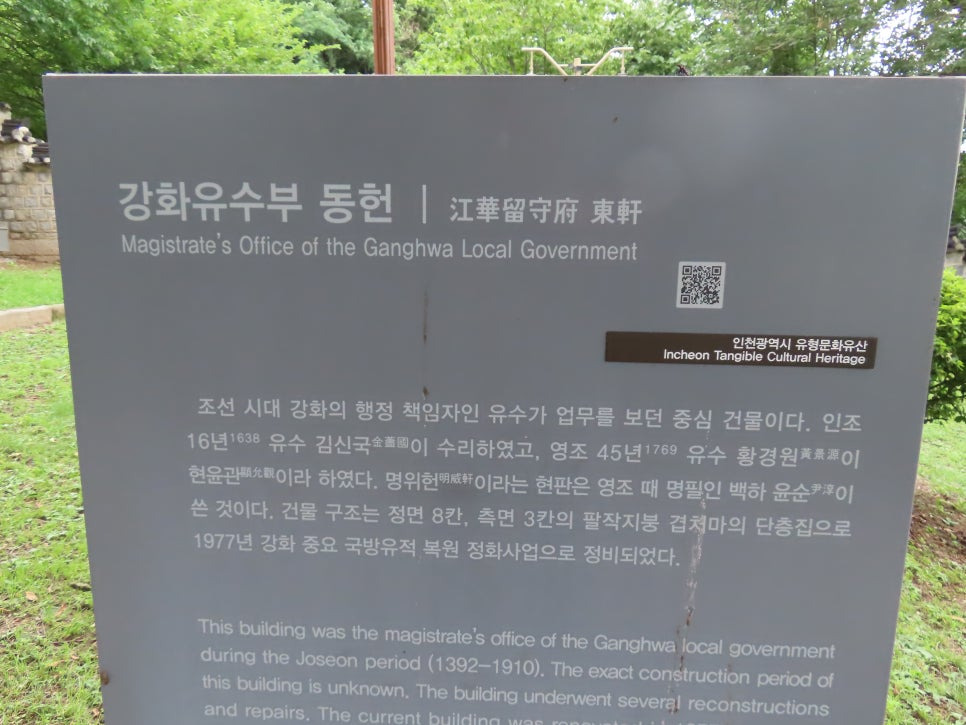 강화유수부 동헌 | 江華留守府 東軒
Magistrate's Office of the Ganghwa Local Government
인천광역시 유형문화유산
Incheon Tangible Cultural Heritage
조선 시대 강화의 행정 책임자인 유수가 업무를 보던 중심 건물이다. 인조
16년1638 유수 김신국金藎國이 수리하였고, 영조 45년1769 유수 황경원黃景源이
현윤관顯允觀이라 하였다. 명위헌明威軒이라는 현판은 영조 때 명필인 백하 윤순尹淳이
쓴 것이다. 건물 구조는 정면 8칸, 측면 3칸의 팔작지붕 겹처마의 단층집으로
1977년 강화 중요 국방유적 복원 정화사업으로 정비되었다.
This building was the magistrate's office of the Ganghwa local government
during the Joseon period (1392–1910). The exact construction period of
this building is unknown. The building underwent several reconstructions
and repairs. The current building was